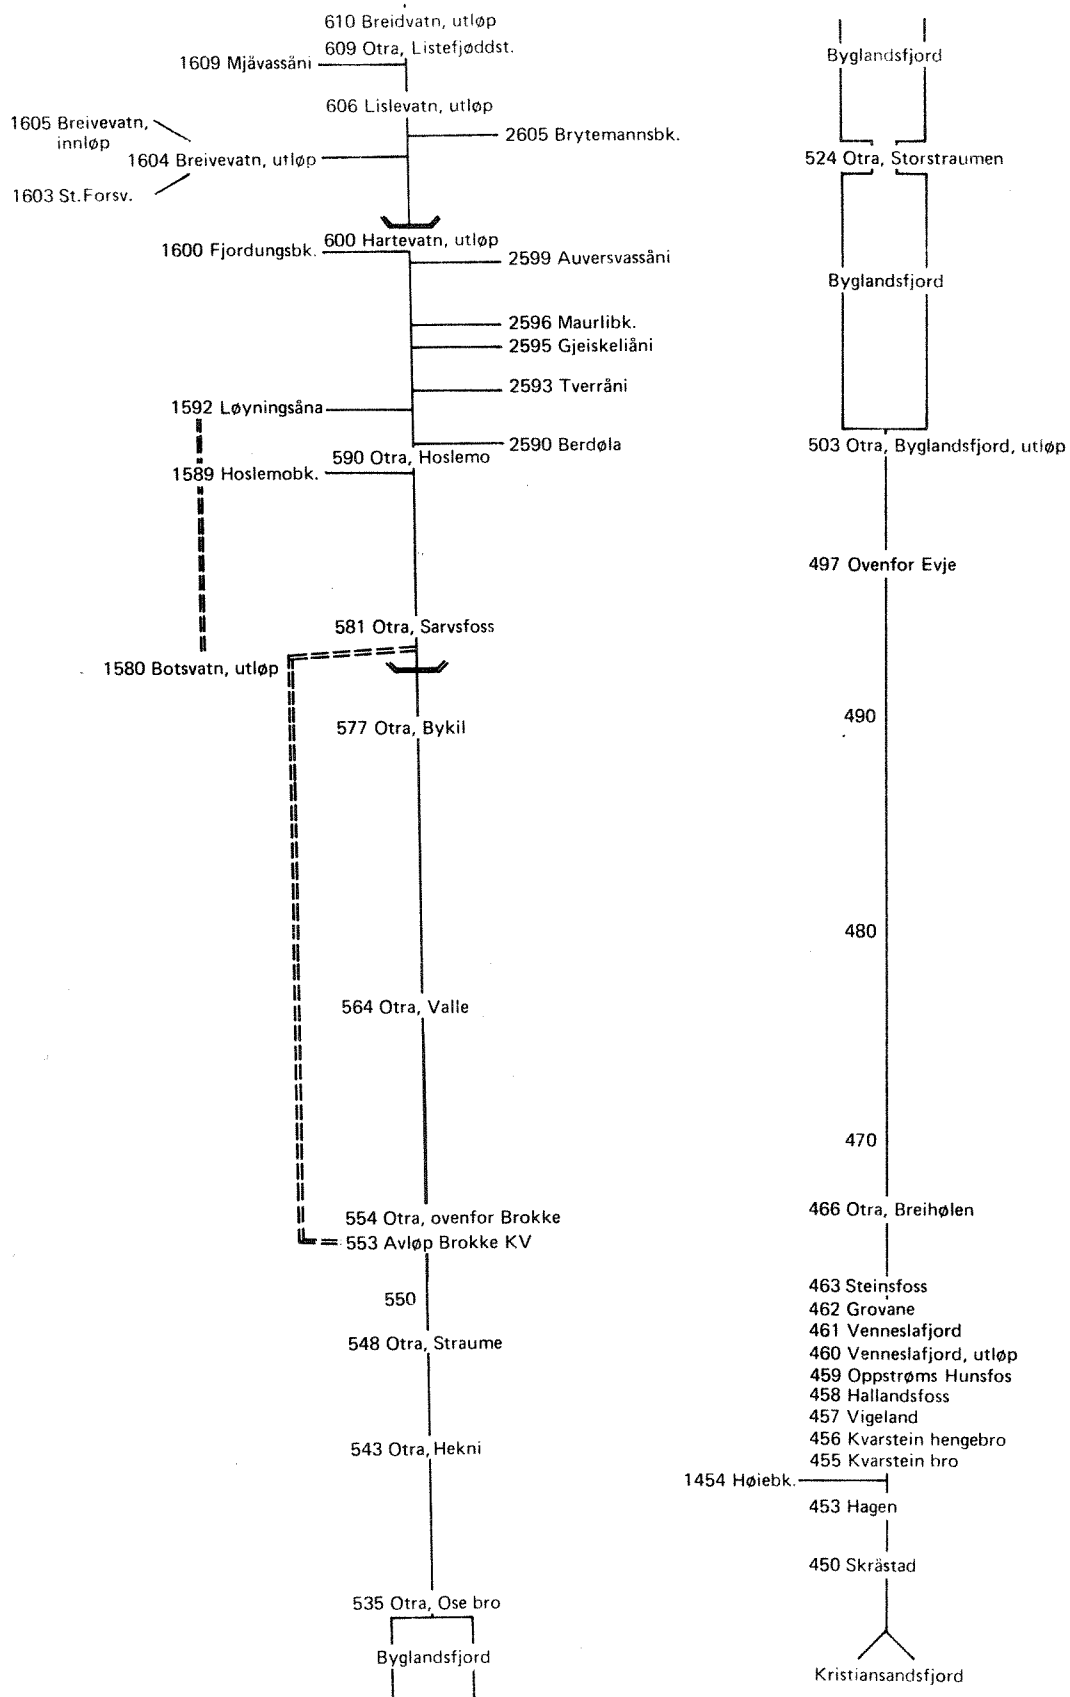 610 Breidvatn, utløp
609 Otra, Listefjøddst.
1609 Mjåvassåni
606 Lislevatn, utløp
1605 Breivevatn,
innløp
2605 Brytemannsbk.
1604 Breivevatn, utløp
1603 St.Forsv.
600 Hartevatn, utløp
1600 Fjordungsbk.
2599 Auversvassåni
2596 Maurlibk.
2595 Gjeiskeliåni
2593 Tverråni
1592 Løyningsåna
2590 Berdøla
590 Otra, Hoslemo
1589 Hoslemobk.
581 Otra, Sarvsfoss
1580 Botsvatn, utløp
577 Otra, Bykil
564 Otra, Valle
554 Otra, ovenfor Brokke
553 Avløp Brokke KV
550
548 Otra, Straume
543 Otra, Hekni
535 Otra, Ose bro
Byglandsfjord
Byglandsfjord
524 Otra, Storstraumen
Byglandsfjord
503 Otra, Byglandsfjord, utløp
497 Ovenfor Evje
490
480
470
466 Otra, Breihølen
463 Steinsfoss
462 Grovane
461 Venneslafjord
460 Venneslafjord, utløp
459 Oppstrøms Hunsfos
458 Hallandsfoss
457 Vigeland
456 Kvarstein hengebro
455 Kvarstein bro
1454 Høiebk.
453 Hagen
450 Skråstad
Kristiansandsfjord